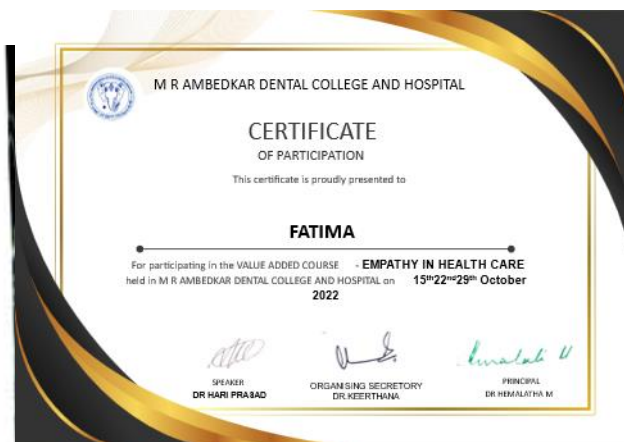 M R AMBEDKAR DENTAL COLLEGE AND HOSPITAL
CERTIFICATE
OF PARTICIPATION
This certificate is proudly presented to
FATIMA
For participating in the VALUE ADDED COURSE - EMPATHY IN HEALTH CARE
held in M R AMBEDKAR DENTAL COLLEGE AND HOSPITAL on 15th22nd29th October
2022
SPEAKER
DR HARI PRASAD
ORGANISING SECRETORY
DR.KEERTHANA
PRINCIPAL
DR HEMALATHA M